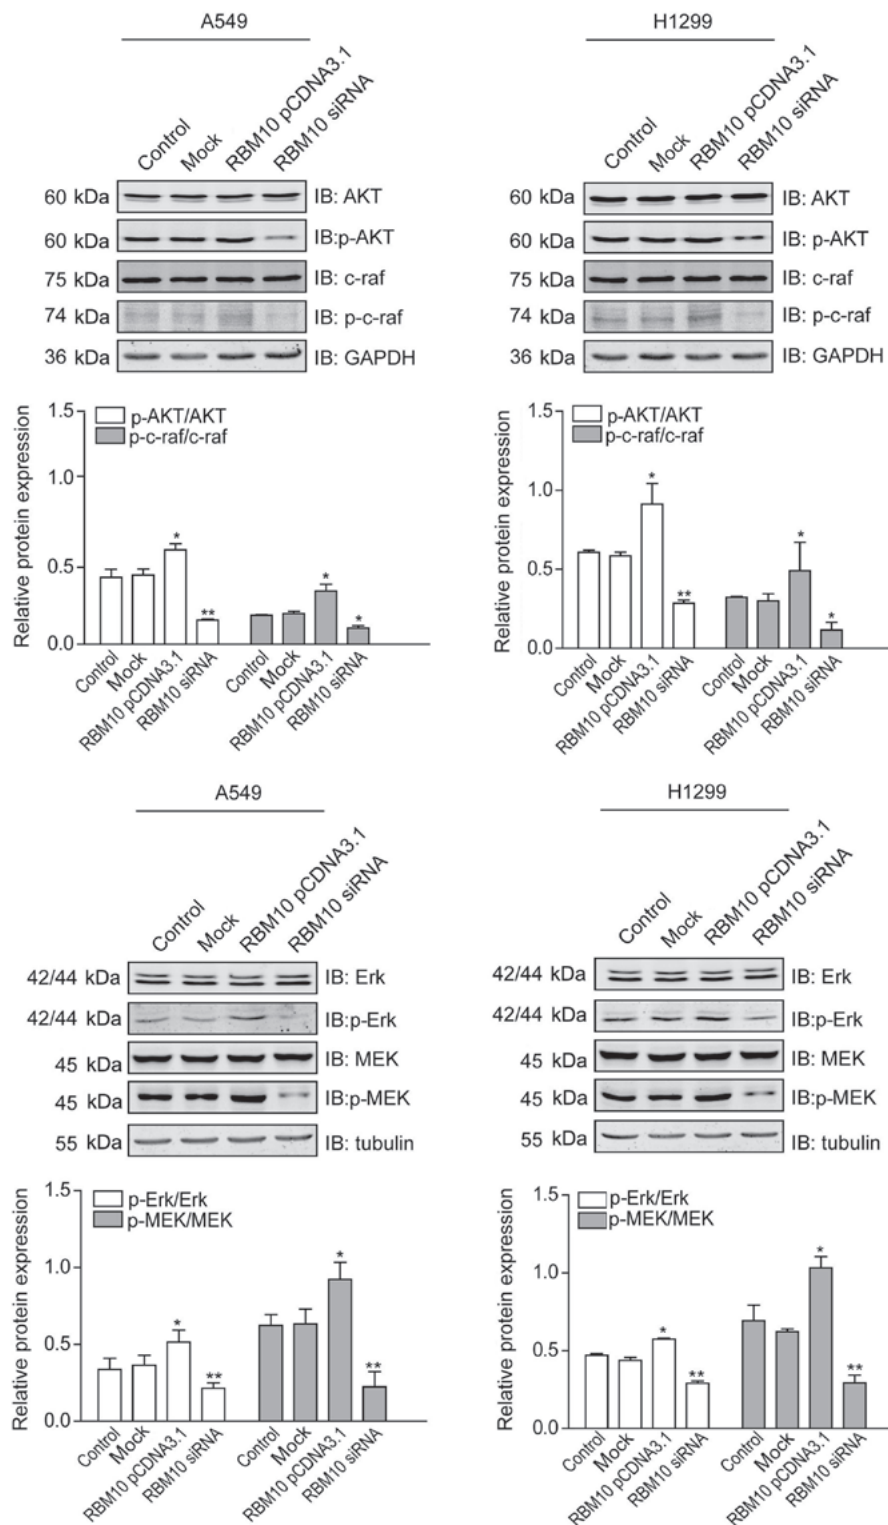 A549
Control
Mock
RBM10 pCDNA3.1
RBM10 siRNA
60 kDa IB: AKT
60 kDa IB:p-AKT
75 kDa IB: c-raf
74 kDa IB: p-c-raf
36 kDa IB: GAPDH
H1299
Control
Mock
RBM10 pCDNA3.1
RBM10 siRNA
60 kDa IB: AKT
60 kDa IB: p-AKT
75 kDa IB: c-raf
74 kDa IB: p-c-raf
36 kDa IB: GAPDH
Relative protein expression
1.5
1.0
0.5
0.0
p-AKT/AKT
p-c-raf/c-raf
*
**
*
*
Control
Mock
RBM10 pCDNA3.1
RBM10 siRNA
Control
Mock
RBM10 pCDNA3.1
RBM10 siRNA
Relative protein expression
1.5
1.0
0.5
0.0
p-AKT/AKT
p-c-raf/c-raf
*
**
*
*
Control
Mock
RBM10 pCDNA3.1
RBM10 siRNA
Control
Mock
RBM10 pCDNA3.1
RBM10 siRNA
A549
Control
Mock
RBM10 pCDNA3.1
RBM10 siRNA
42/44 kDa IB: Erk
42/44 kDa IB:p-Erk
45 kDa IB: MEK
45 kDa IB:p-MEK
55 kDa IB: tubulin
H1299
Control
Mock
RBM10 pCDNA3.1
RBM10 siRNA
42/44 kDa IB: Erk
42/44 kDa IB:p-Erk
45 kDa IB: MEK
45 kDa IB:p-MEK
55 kDa IB: tubulin
Relative protein expression
1.5
1.0
0.5
0.0
p-Erk/Erk
p-MEK/MEK
*
**
*
**
Control
Mock
RBM10 pCDNA3.1
RBM10 siRNA
Control
Mock
RBM10 pCDNA3.1
RBM10 siRNA
Relative protein expression
1.5
1.0
0.5
0.0
p-Erk/Erk
p-MEK/MEK
*
**
*
**
Control
Mock
RBM10 pCDNA3.1
RBM10 siRNA
Control
Mock
RBM10 pCDNA3.1
RBM10 siRNA